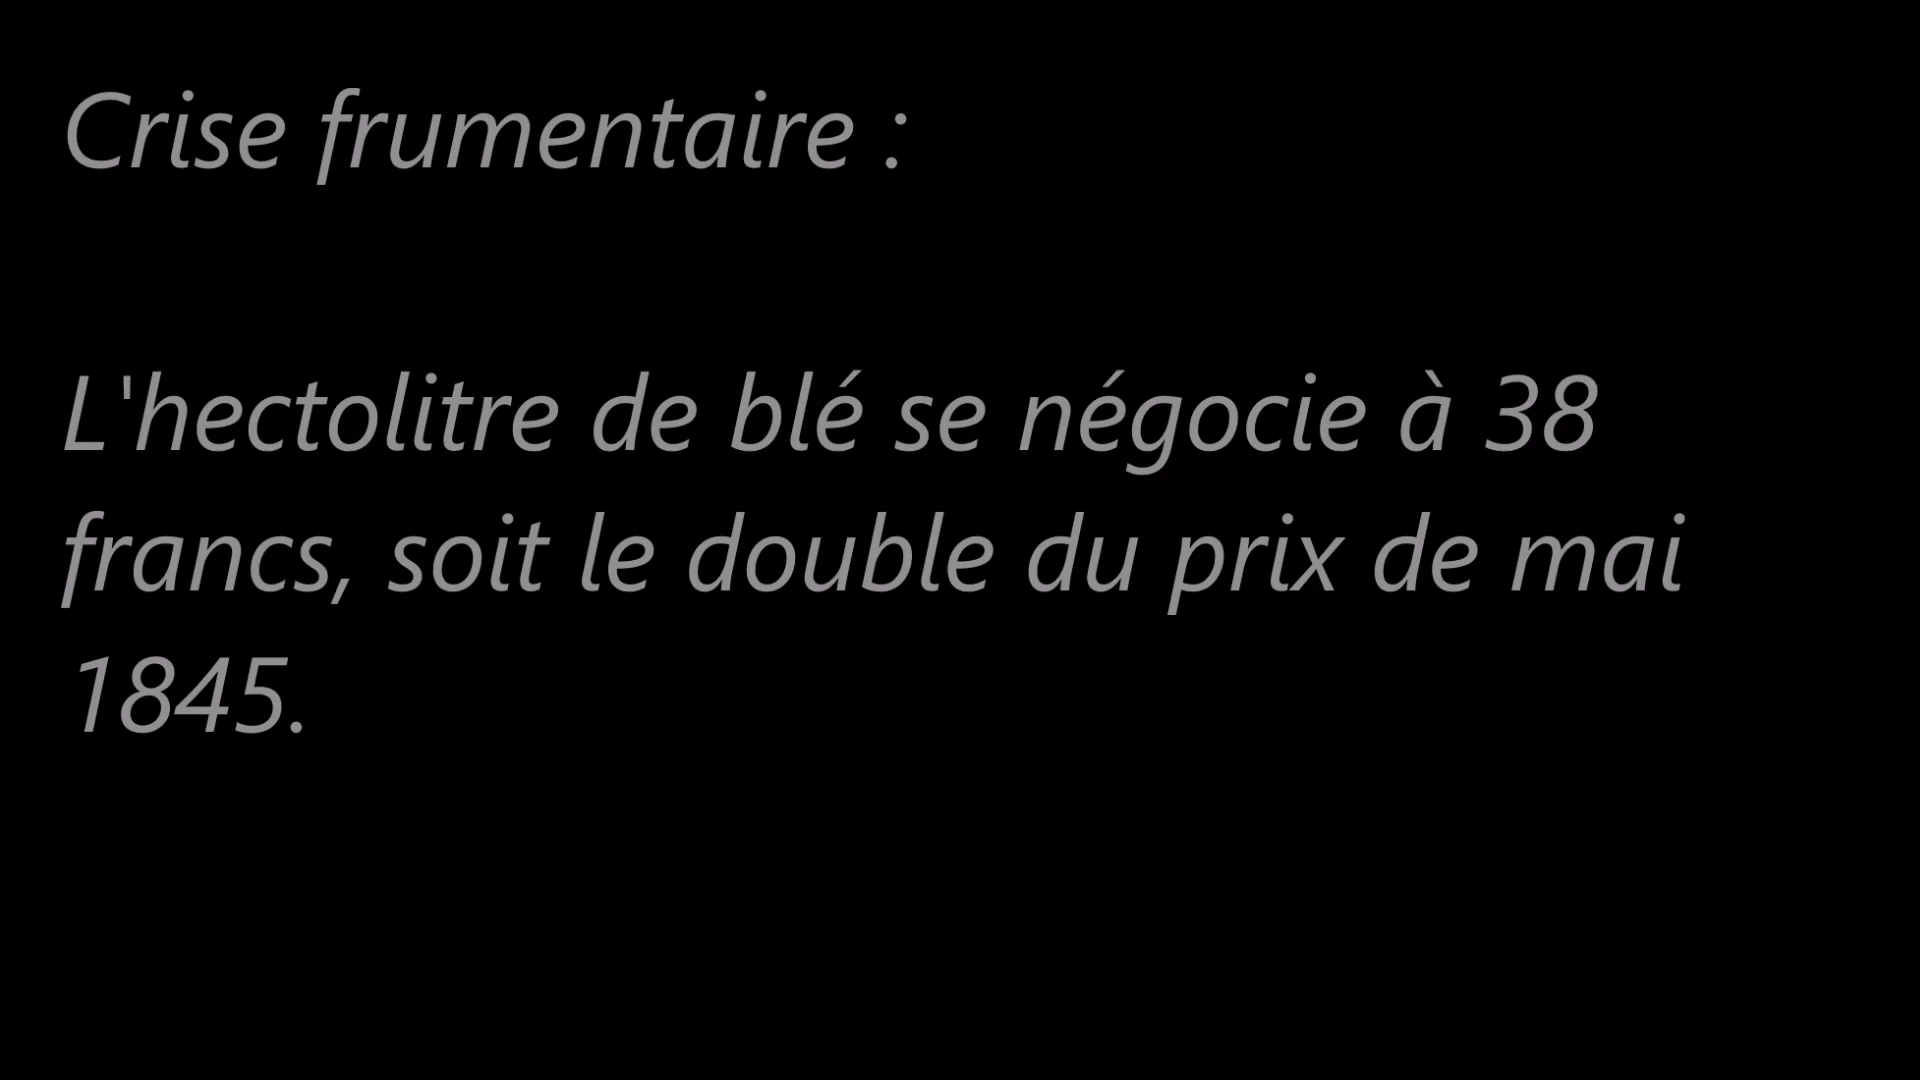 Crise frumentaire :
L'hectolitre de blé se négocie à 38
francs, soit le double du prix de mai
1845.